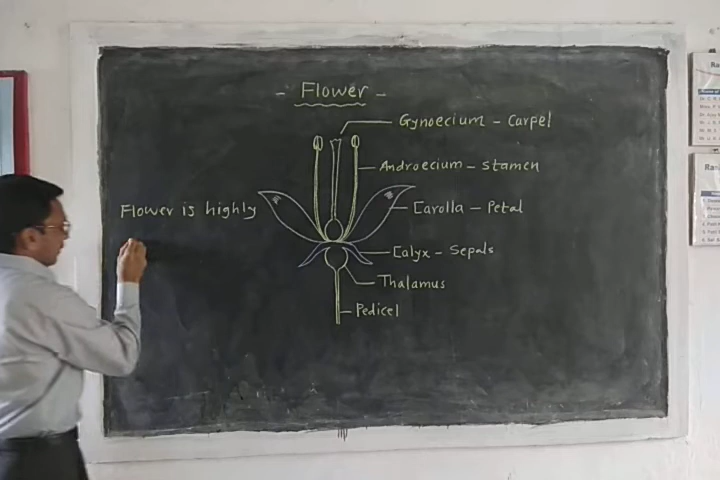 - Flower -
Gynoecium - Carpel
Androecium - stamen
Flower is highly
Carolla - Petal
Calyx - Sepals
Thalamus
Pedicel